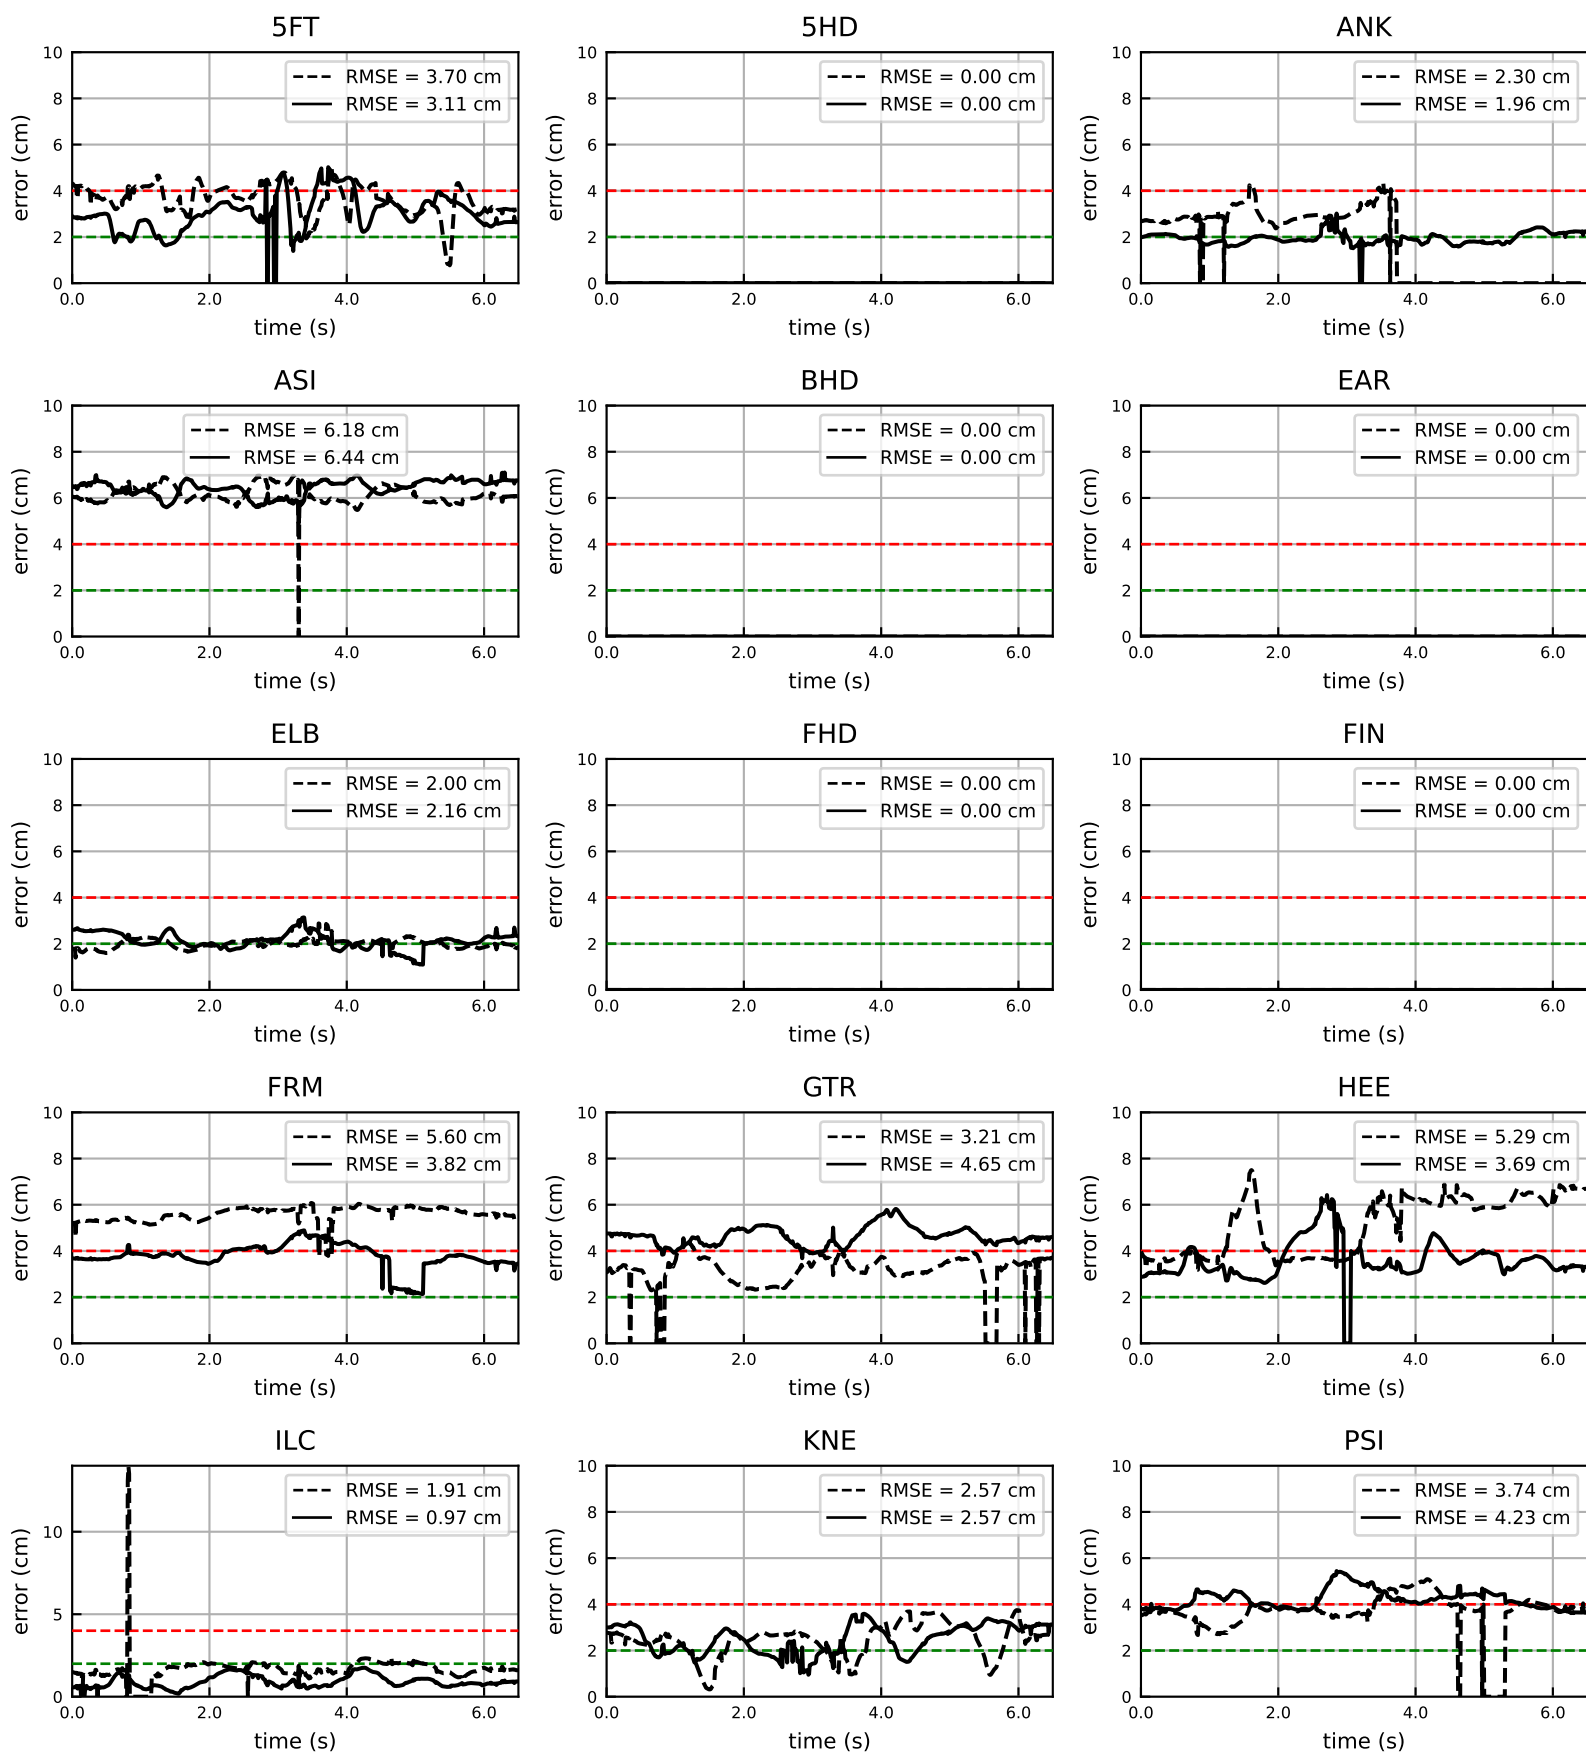 5FT
5HD
ANK
10
8
6
4
2
0
error (cm)
RMSE = 3.70 cm
RMSE = 3.11 cm
0.0 2.0 4.0 6.0
time (s)
10
8
6
4
2
0
error (cm)
RMSE = 0.00 cm
RMSE = 0.00 cm
0.0 2.0 4.0 6.0
time (s)
10
8
6
4
2
0
error (cm)
RMSE = 2.30 cm
RMSE = 1.96 cm
0.0 2.0 4.0 6.0
time (s)
ASI
BHD
EAR
10
8
6
4
2
0
error (cm)
RMSE = 6.18 cm
RMSE = 6.44 cm
0.0 2.0 4.0 6.0
time (s)
10
8
6
4
2
0
error (cm)
RMSE = 0.00 cm
RMSE = 0.00 cm
0.0 2.0 4.0 6.0
time (s)
10
8
6
4
2
0
error (cm)
RMSE = 0.00 cm
RMSE = 0.00 cm
0.0 2.0 4.0 6.0
time (s)
ELB
FHD
FIN
10
8
6
4
2
0
error (cm)
RMSE = 2.00 cm
RMSE = 2.16 cm
0.0 2.0 4.0 6.0
time (s)
10
8
6
4
2
0
error (cm)
RMSE = 0.00 cm
RMSE = 0.00 cm
0.0 2.0 4.0 6.0
time (s)
10
8
6
4
2
0
error (cm)
RMSE = 0.00 cm
RMSE = 0.00 cm
0.0 2.0 4.0 6.0
time (s)
FRM
GTR
HEE
10
8
6
4
2
0
error (cm)
RMSE = 5.60 cm
RMSE = 3.82 cm
0.0 2.0 4.0 6.0
time (s)
10
8
6
4
2
0
error (cm)
RMSE = 3.21 cm
RMSE = 4.65 cm
0.0 2.0 4.0 6.0
time (s)
10
8
6
4
2
0
error (cm)
RMSE = 5.29 cm
RMSE = 3.69 cm
0.0 2.0 4.0 6.0
time (s)
ILC
KNE
PSI
10
5
0
error (cm)
RMSE = 1.91 cm
RMSE = 0.97 cm
0.0 2.0 4.0 6.0
time (s)
10
8
6
4
2
0
error (cm)
RMSE = 2.57 cm
RMSE = 2.57 cm
0.0 2.0 4.0 6.0
time (s)
10
8
6
4
2
0
error (cm)
RMSE = 3.74 cm
RMSE = 4.23 cm
0.0 2.0 4.0 6.0
time (s)